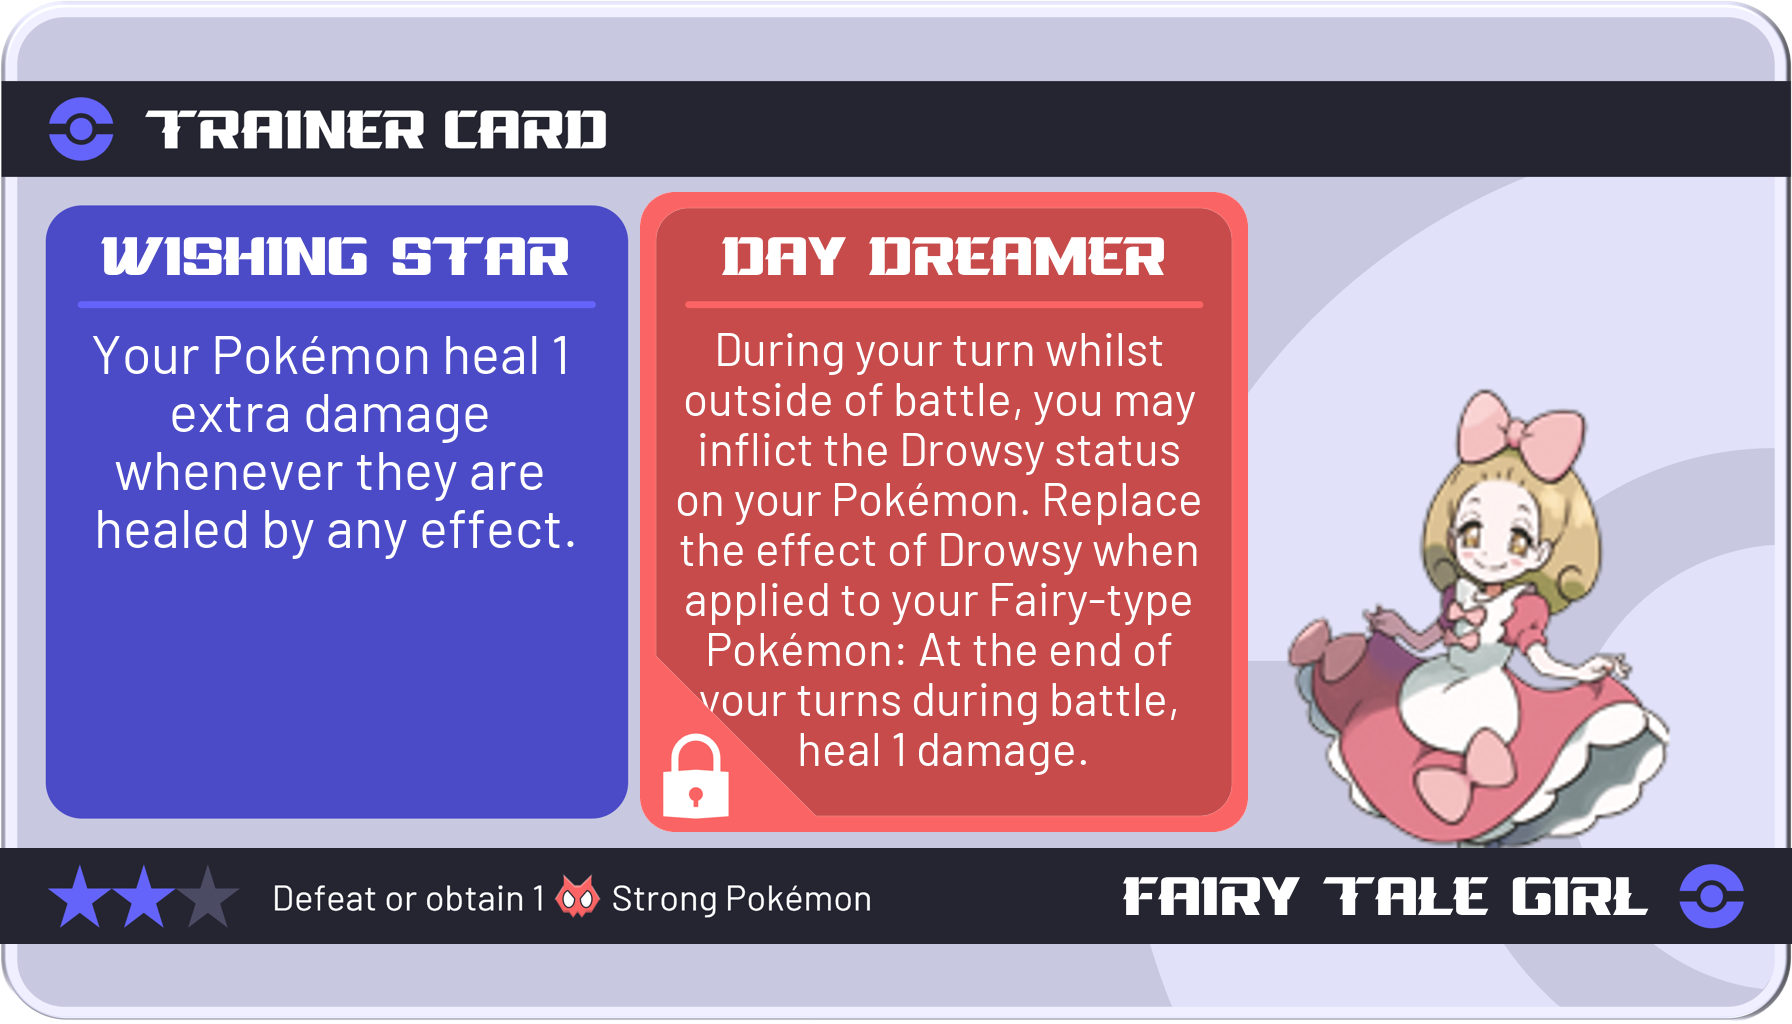 TRAINER CARD
WISHING STAR
Your Pokémon heal 1
extra damage
whenever they are
healed by any effect.
DAY DREAMER
During your turn whilst
outside of battle, you may
inflict the Drowsy status
on your Pokémon. Replace
the effect of Drowsy when
applied to your Fairy-type
Pokémon: At the end of
your turns during battle,
heal 1 damage.
Defeat or obtain 1 Strong Pokémon
FAIRY TALE GIRL